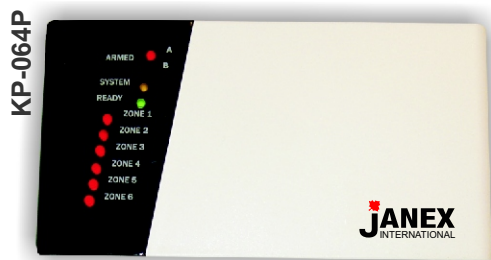 KP-064P
ARMED
A
B
SYSTEM
READY
ZONE 1
ZONE 2
ZONE 3
ZONE 4
ZONE 5
ZONE 6
JANEX
INTERNATIONAL